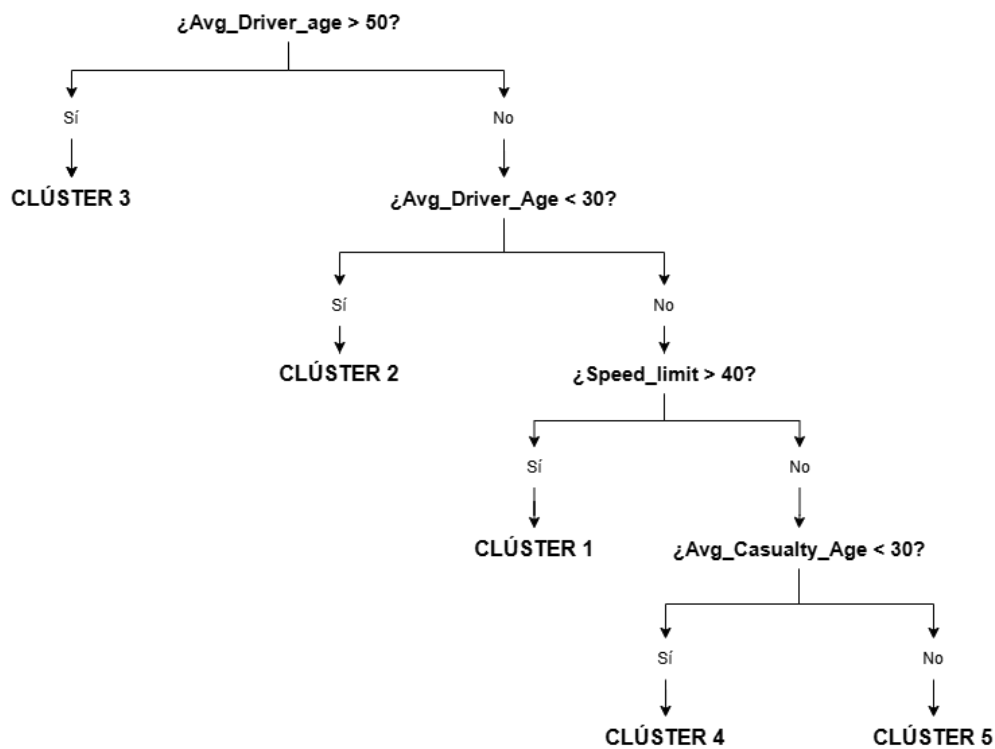 ¿Avg_Driver_age > 50?
Sí
No
CLÚSTER 3
¿Avg_Driver_Age < 30?
Sí
No
CLÚSTER 2
¿Speed_limit > 40?
Sí
No
CLÚSTER 1
¿Avg_Casualty_Age < 30?
Sí
No
CLÚSTER 4
CLÚSTER 5